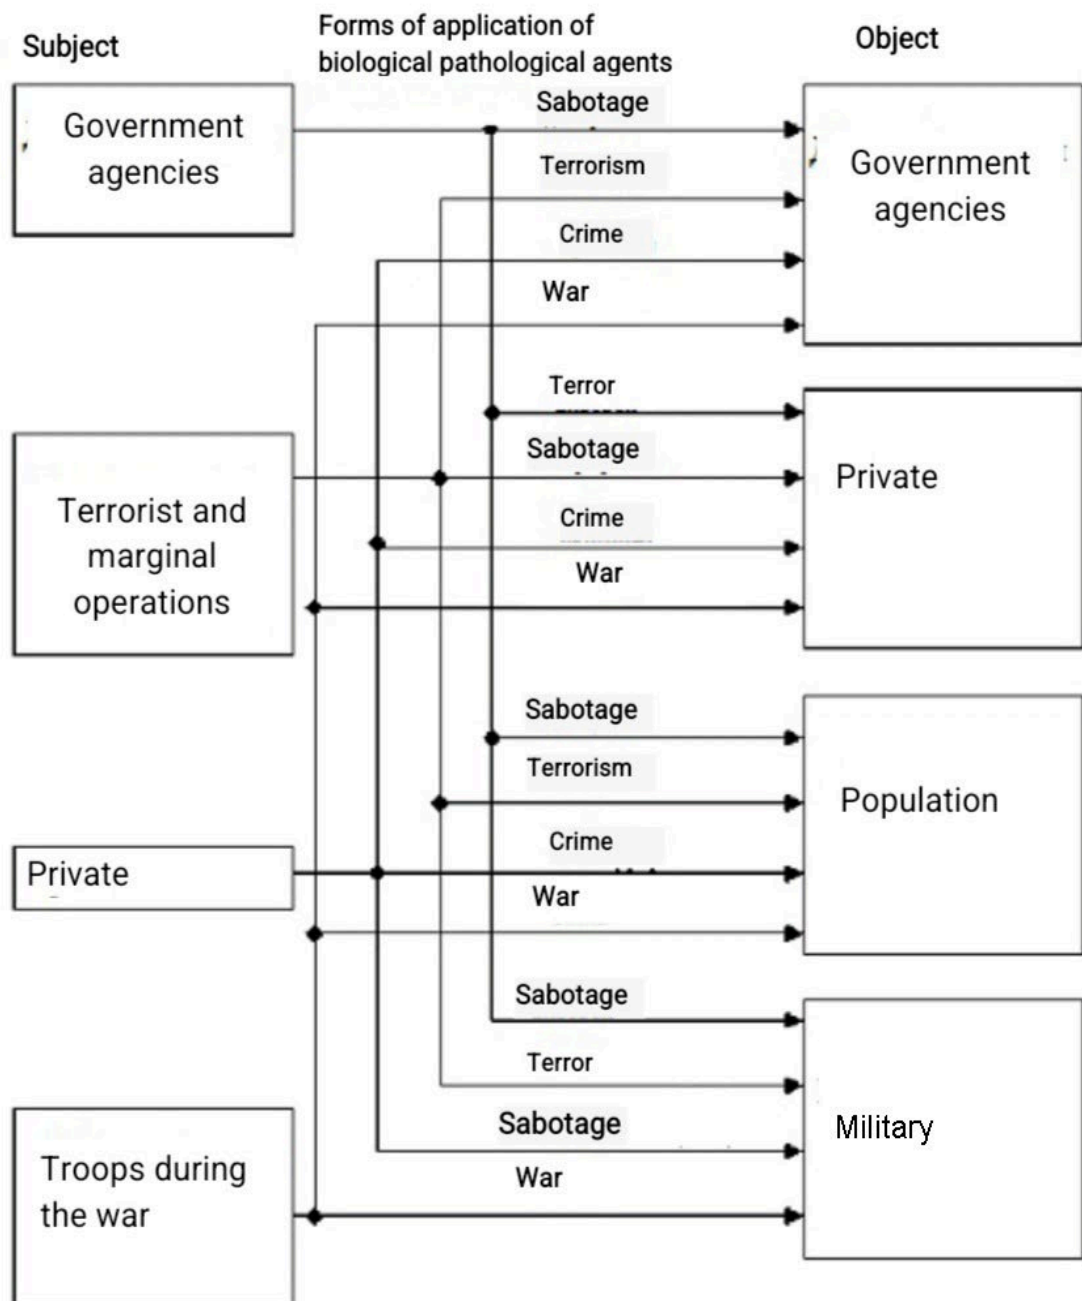 Subject
Forms of application of
biological pathological agents
Object
Government
agencies
Sabotage
Terrorism
Crime
War
Government
agencies
Terror
Sabotage
Crime
War
Private
Terrorist and
marginal
operations
Sabotage
Terrorism
Crime
War
Population
Private
Sabotage
Terror
Sabotage
War
Military
Troops during
the war